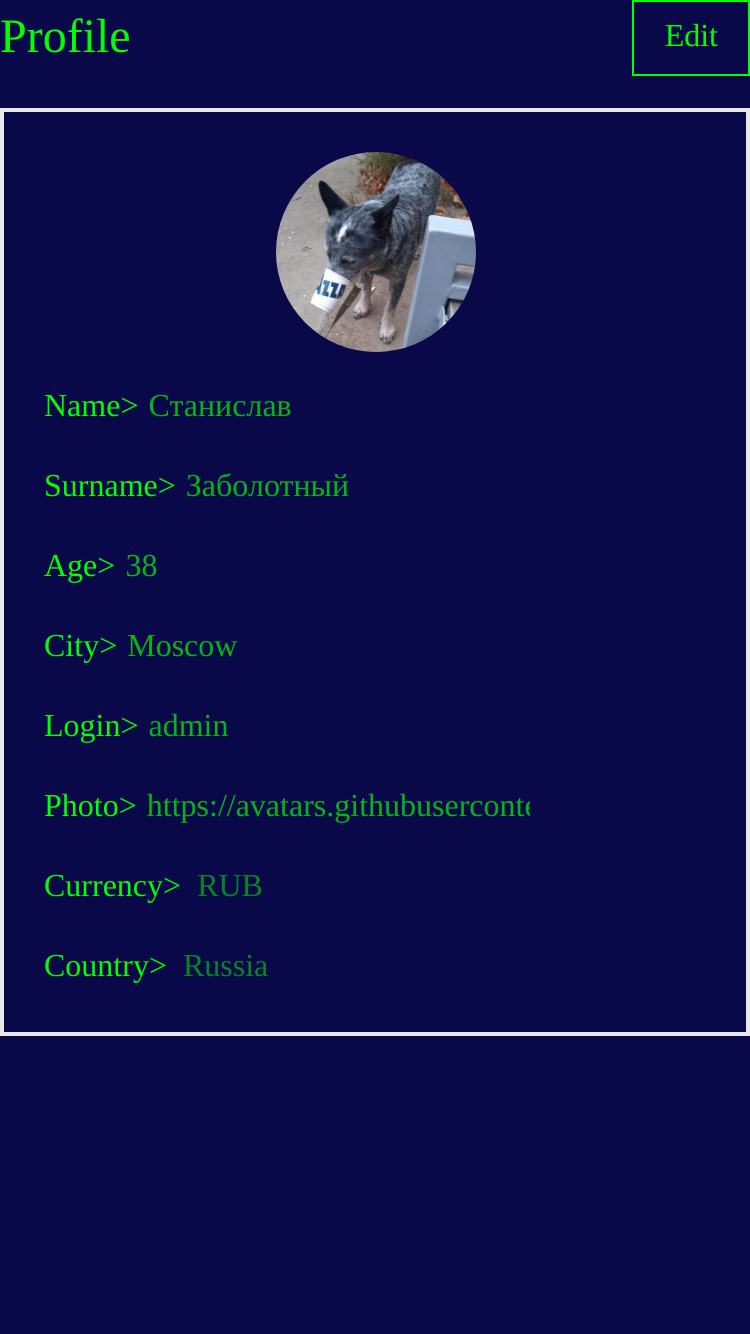 Profile
Edit
Name> Станислав
Surname> Заболотный
Age> 38
City> Moscow
Login> admin
Photo> https://avatars.githubuserconte
Currency> RUB
Country> Russia